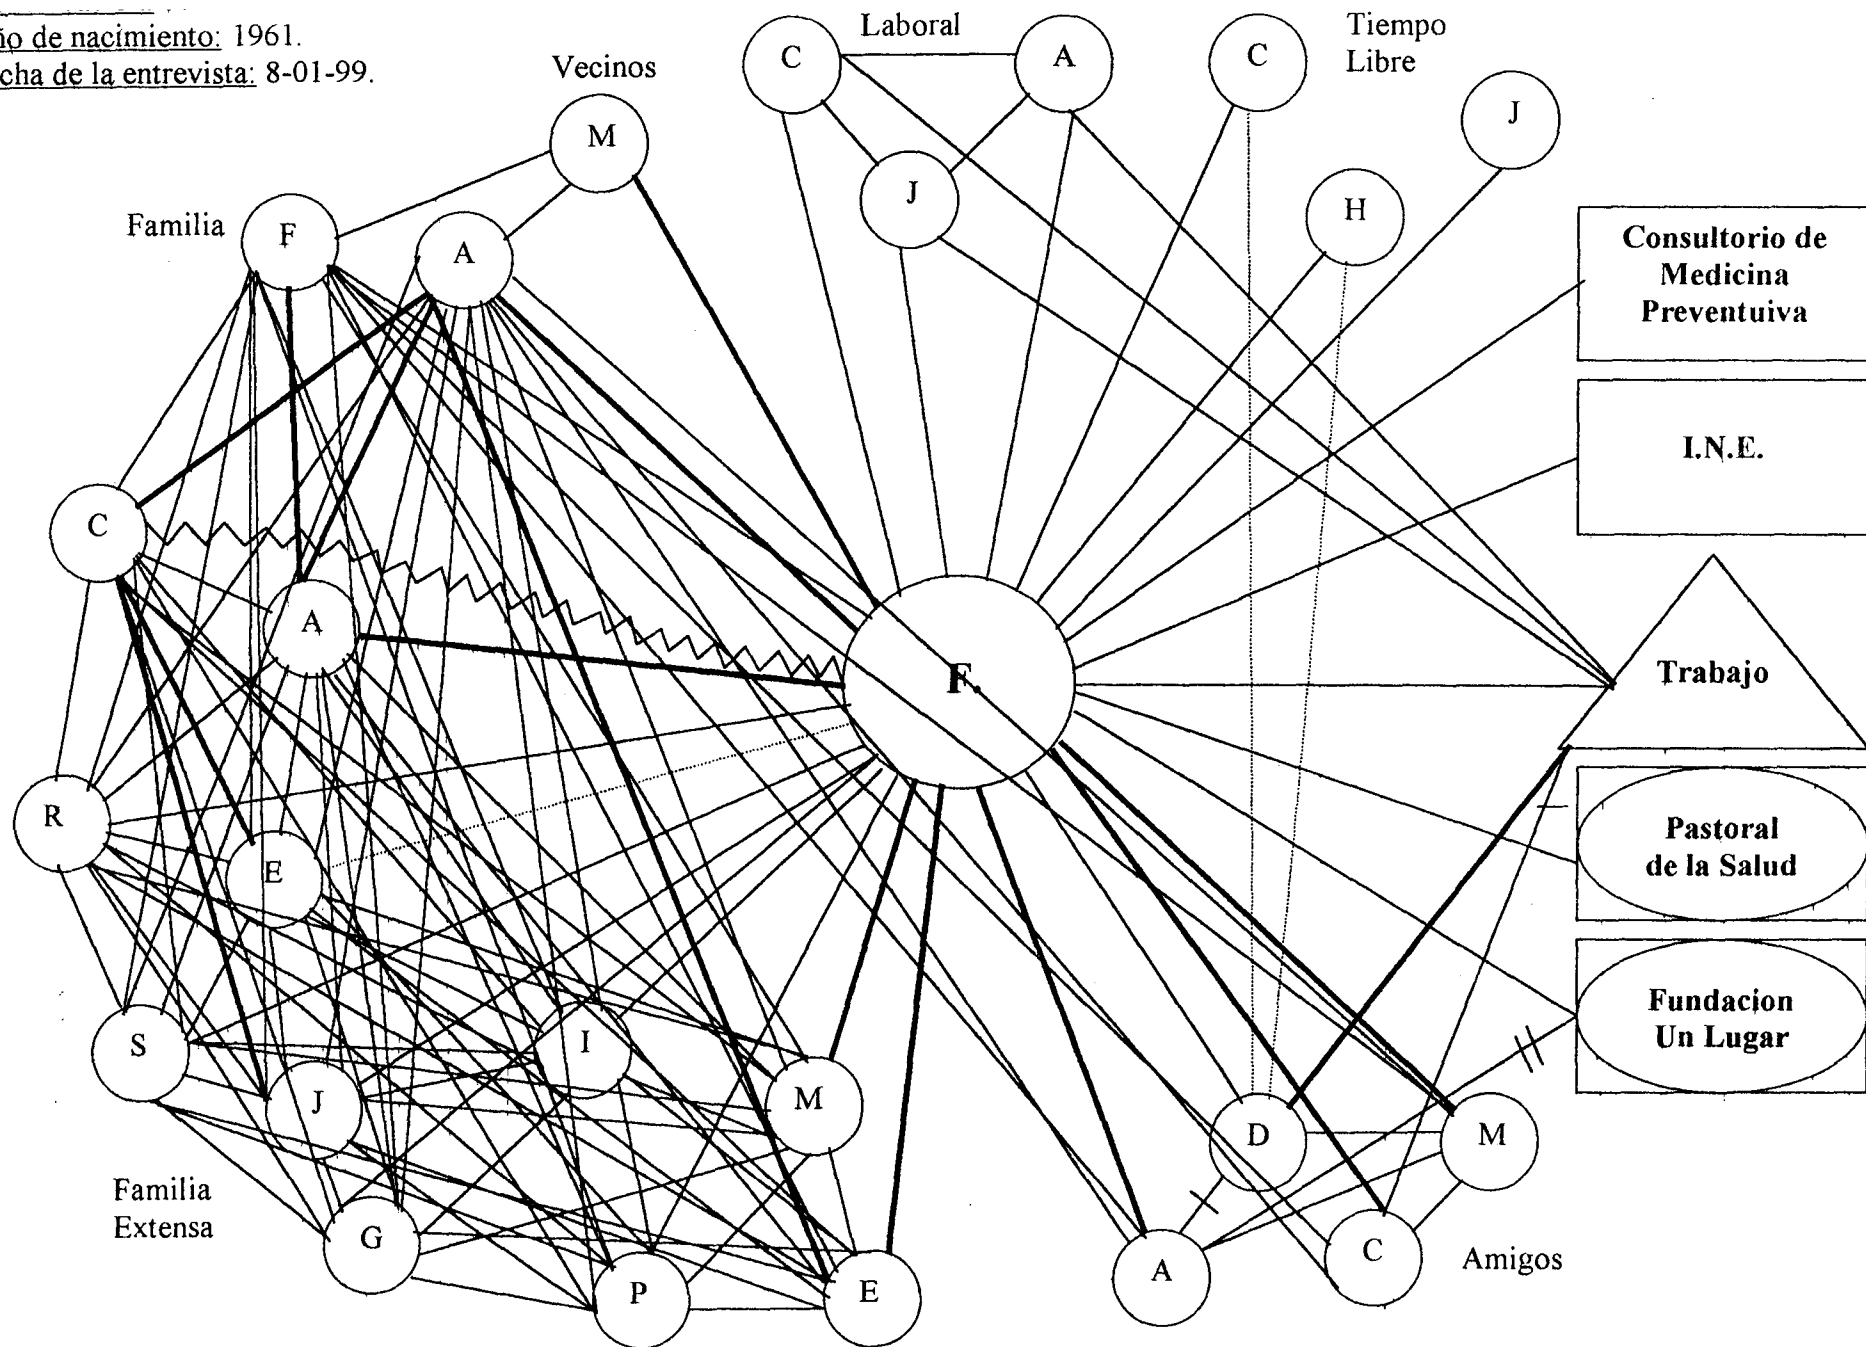 ño de nacimiento: 1961.
cha de la entrevista: 8-01-99.
Vecinos
Laboral
Tiempo
Libre
C
A
C
J
M
J
H
Familia
F
A
Consultorio de
Medicina
Preventuiva
I.N.E.
C
A
F.
Trabajo
R
E
Pastoral
de la Salud
S
J
I
M
Fundacion
Un Lugar
D
M
Familia
Extensa
G
P
E
A
C
Amigos